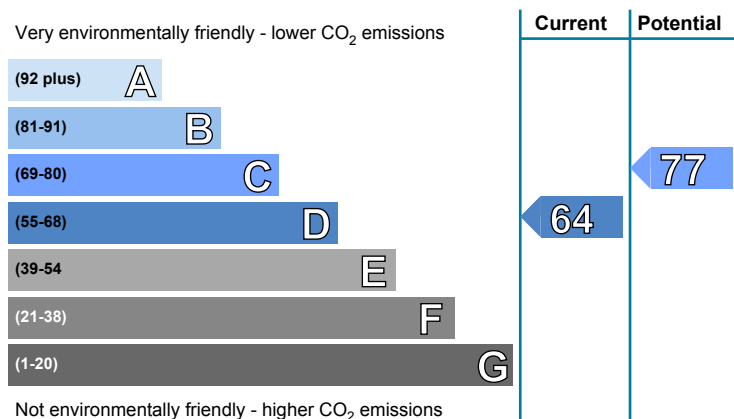 Very environmentally friendly - lower CO2 emissions
Current
Potential
(92 plus) A
(81-91) B
(69-80) C
77
(55-68) D
64
(39-54 E
(21-38) F
(1-20) G
Not environmentally friendly - higher CO2 emissions